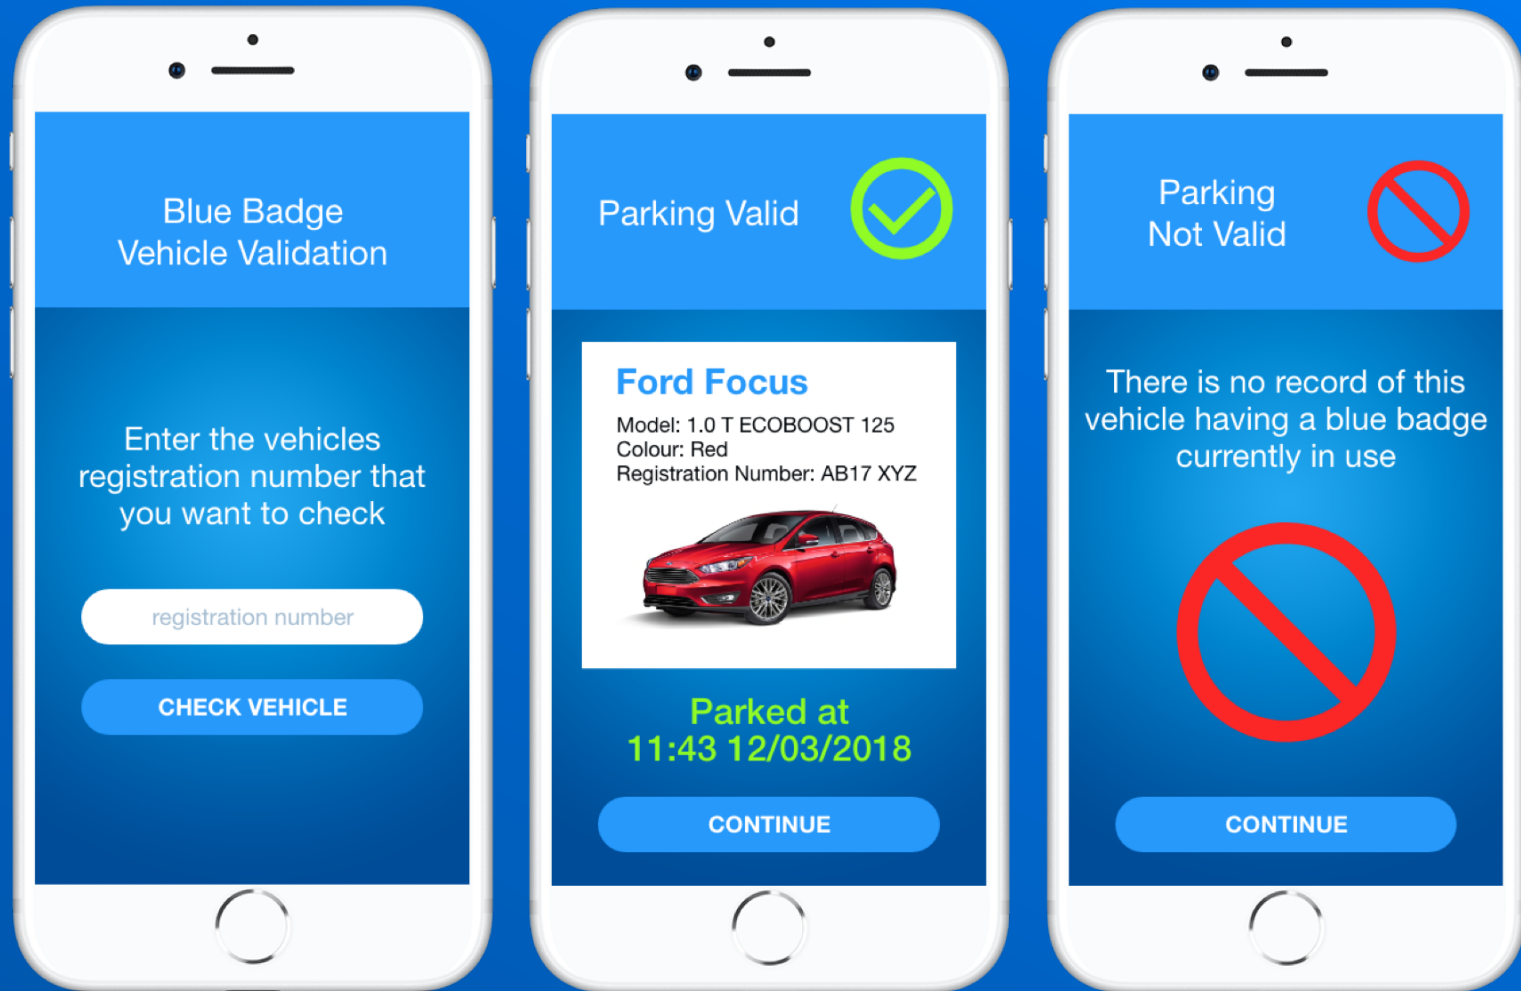 Blue Badge
Vehicle Validation
Enter the vehicles
registration number that
you want to check
registration number
CHECK VEHICLE
Parking Valid
Ford Focus
Model: 1.0 T ECOBOOST 125
Colour: Red
Registration Number: AB17 XYZ
Parked at
11:43 12/03/2018
CONTINUE
Parking
Not Valid
There is no record of this
vehicle having a blue badge
currently in use
CONTINUE